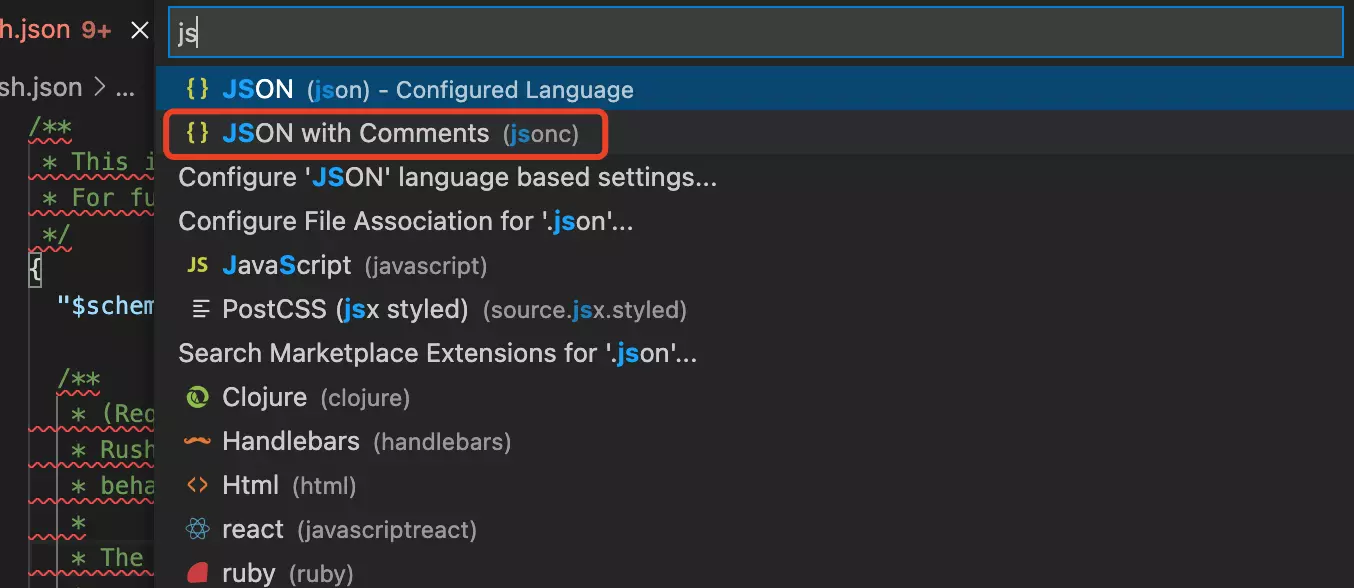 h.json 9+
js
sh.json > ...
JSON (json) - Configured Language
JSON with Comments (jsonc)
Configure 'JSON' language based settings...
Configure File Association for '.json'...
JS JavaScript (javascript)
PostCSS (jsx styled) (source.jsx.styled)
Search Marketplace Extensions for '.json'...
Clojure (clojure)
Handlebars (handlebars)
Html (html)
react (javascriptreact)
ruby (ruby)
/**
* This i
* For fu
*/
{
"$schem
/**
* (Req
* Rush
* beha
*
* The